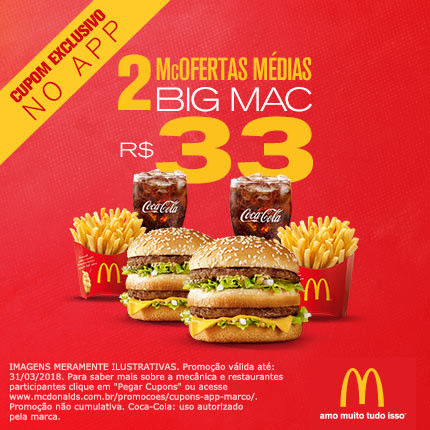 CUPOM EXCLUSIVO
NO APP
2 McOFERTAS MÉDIAS
BIG MAC
R$ 33
Coca-Cola
Coca-Cola
IMAGENS MERAMENTE ILUSTRATIVAS. Promoção válida até:
31/03/2018. Para saber mais sobre a mecânica e restaurantes
participantes clique em "Pegar Cupons" ou acesse
www.mcdonalds.com.br/promocoes/cupons-app-marco/.
Promoção não cumulativa. Coca-Cola: uso autorizado
pela marca.
amo muito tudo isso